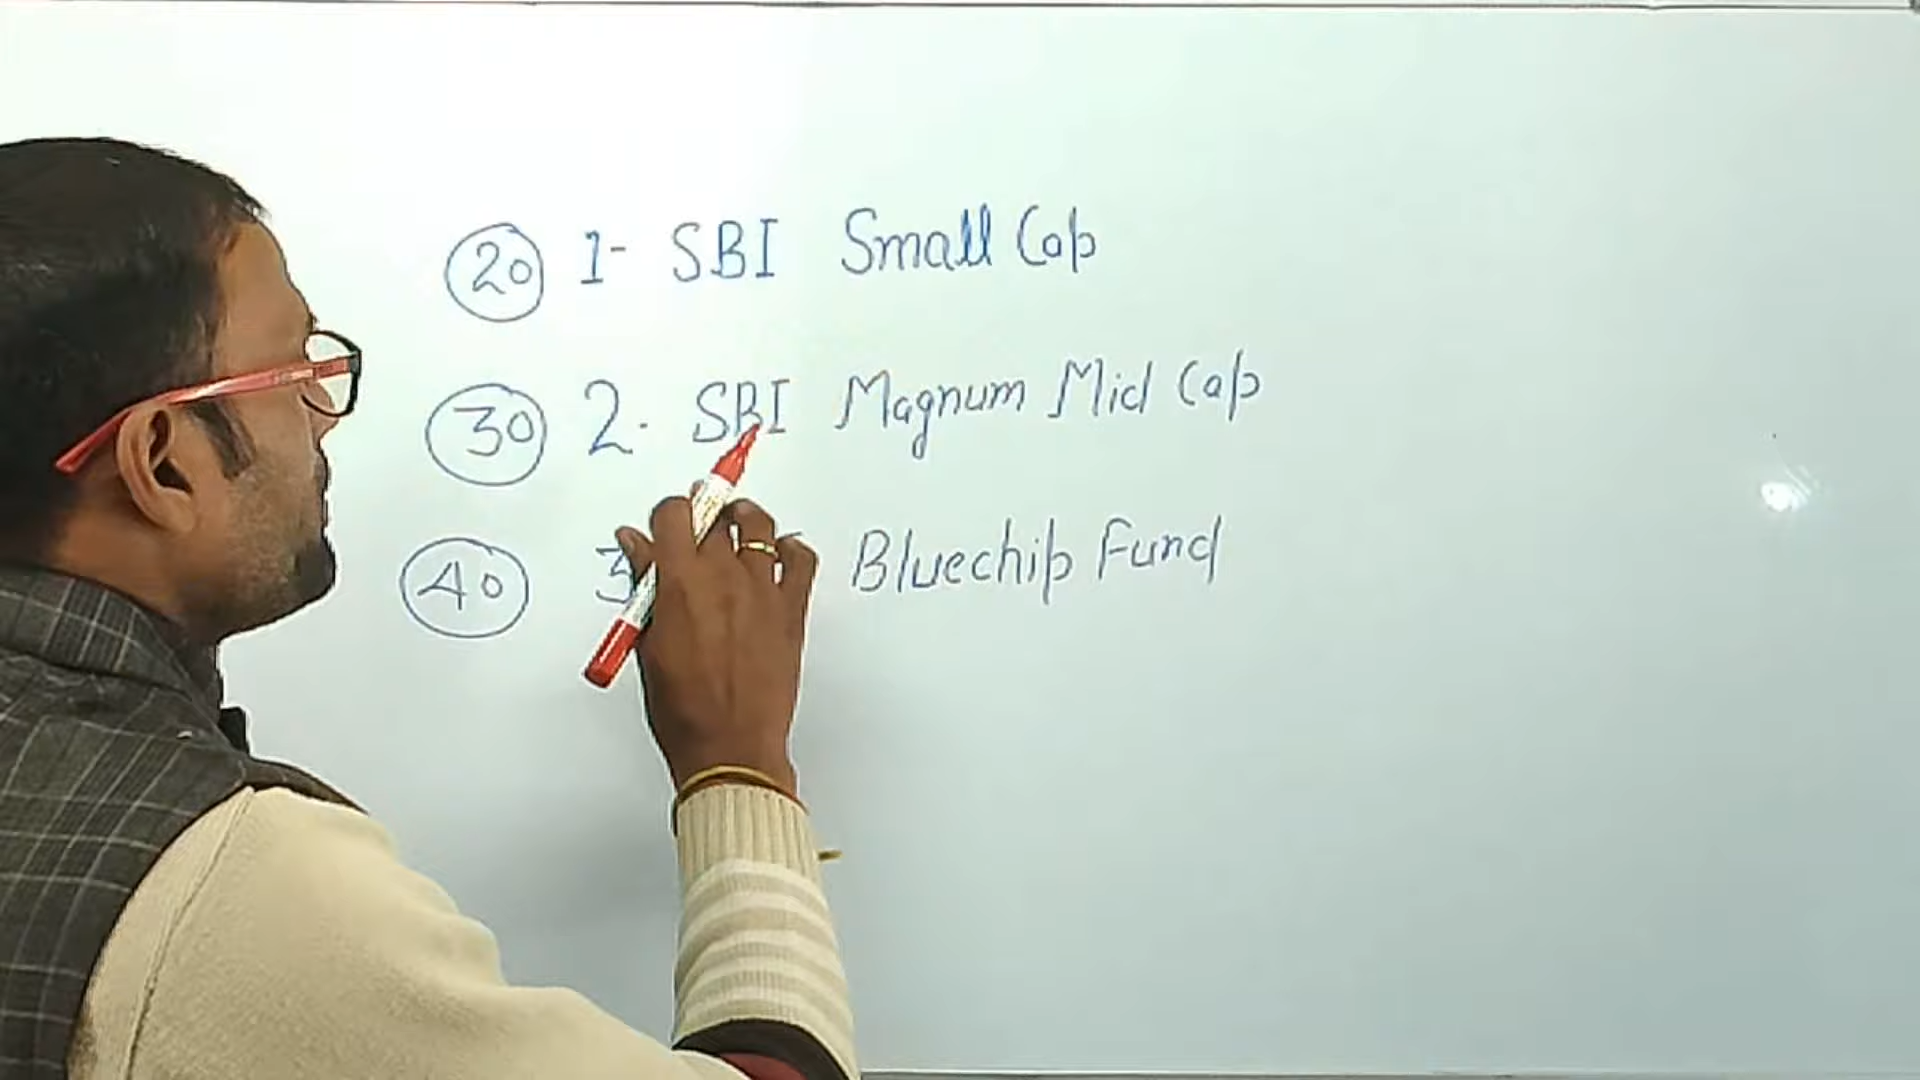 20 1- SBI Small Cap
30 2- SBI Magnum Mid Cap
40 3 Bluechip Fund